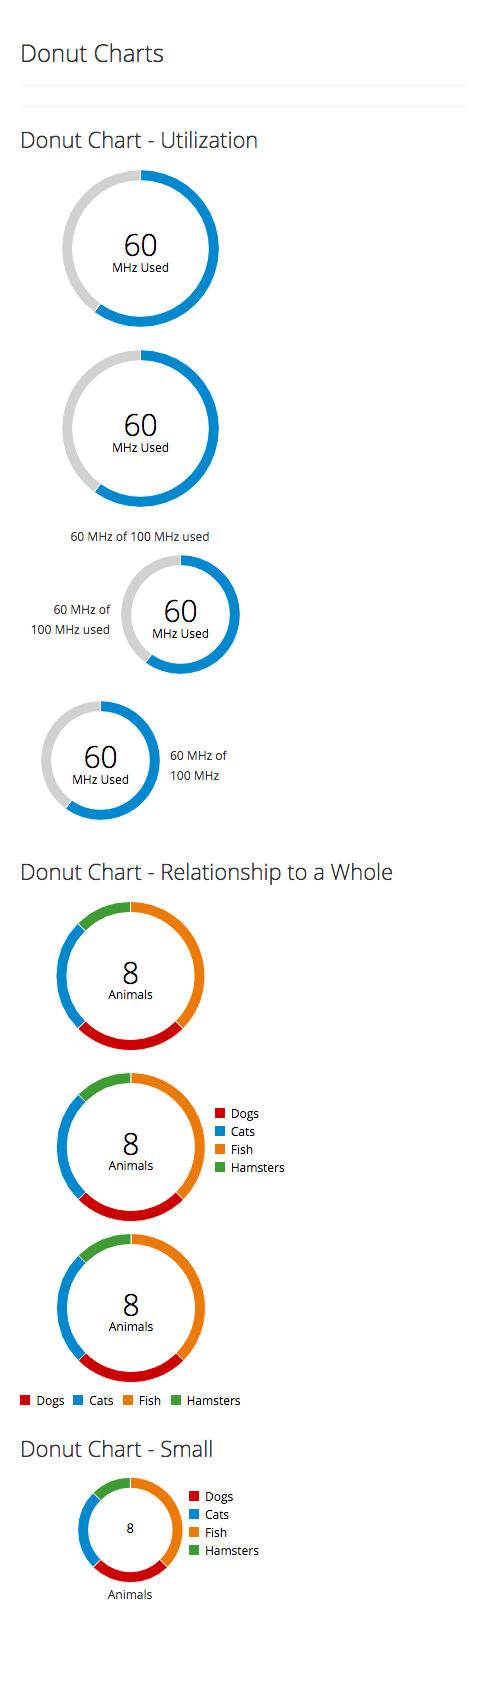 Donut Charts
Donut Chart - Utilization
60
MHz Used
60
MHz Used
60 MHz of 100 MHz used
60 MHz of
100 MHz used
60
MHz Used
60
MHz Used
60 MHz of
100 MHz
Donut Chart - Relationship to a Whole
8
Animals
8
Animals
Dogs
Cats
Fish
Hamsters
8
Animals
Dogs Cats Fish Hamsters
Donut Chart - Small
8
Dogs
Cats
Fish
Hamsters
Animals